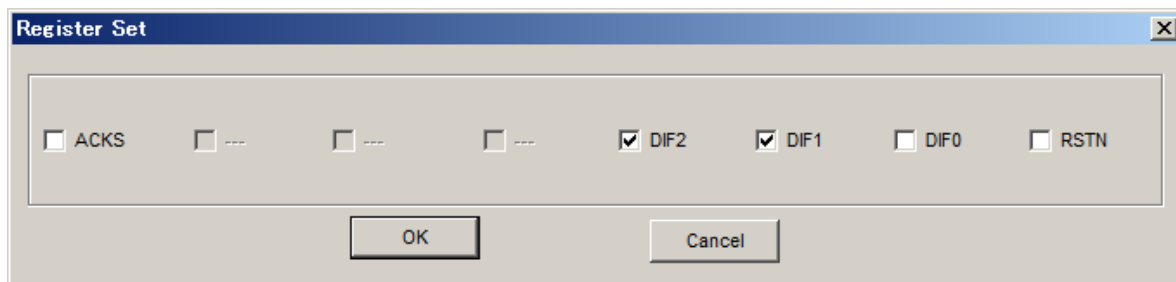 Register Set
ACKS --- --- --- DIF2 DIF1 DIF0 RSTN
OK Cancel